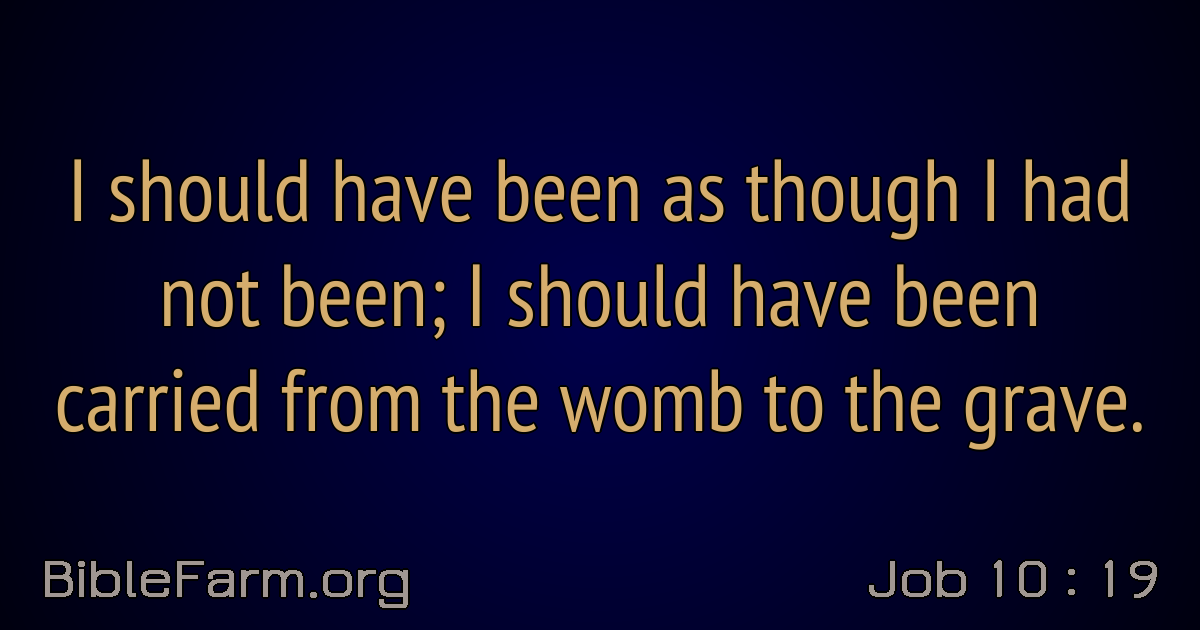 I should have been as though I had
not been; I should have been
carried from the womb to the grave.
BibleFarm.org
Job 10 : 19